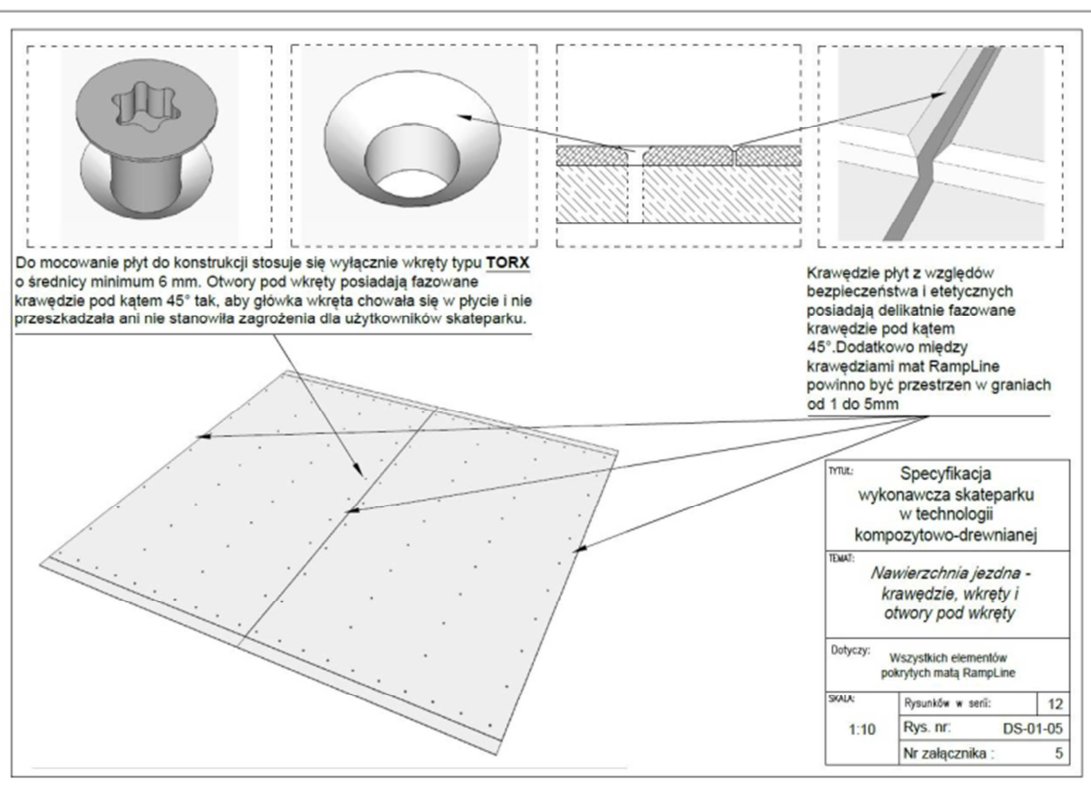 Do mocowanie płyt do konstrukcji stosuje się wyłącznie wkręty typu TORX
o średnicy minimum 6 mm. Otwory pod wkręty posiadają fazowane
krawędzie pod kątem 45° tak, aby główka wkręta chowała się w płycie i nie
przeszkadzała ani nie stanowiła zagrożenia dla użytkowników skateparku.
Krawędzie płyt z względów
bezpieczeństwa i etetycznych
posiadają delikatnie fazowane
krawędzie pod kątem
45°.Dodatkowo między
krawędziami mat RampLine
powinno być przestrzen w graniach
od 1 do 5mm
TYTUŁ:
Specyfikacja
wykonawcza skateparku
w technologii
kompozytowo-drewnianej
TEMAT:
Nawierzchnia jezdna -
krawędzie, wkręty i
otwory pod wkręty
Dotyczy:
Wszystkich elementów
pokrytych matą RampLine
SKALA:
1:10
Rysunków w serii: 12
Rys. nr: DS-01-05
Nr załącznika : 5